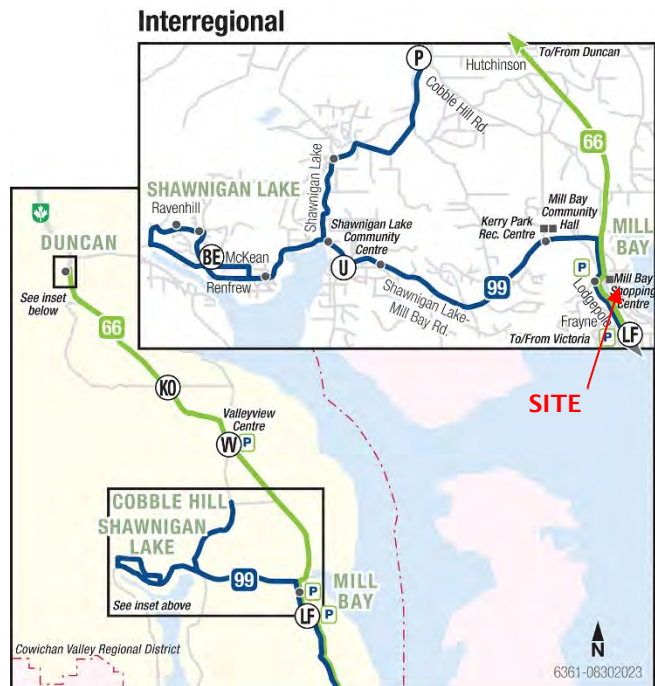 Interregional
P
Hutchinson
To/From Duncan
Cobble Hill Rd.
66
SHAWNIGAN LAKE
Ravenhill
Shawnigan Lake
Shawnigan Lake
Community
Centre
Kerry Park
Rec. Centre
Mill Bay
Community
Hall
MILL
BAY
BE
McKean
Renfrew
U
99
Shawnigan Lake-
Mill Bay Rd.
P
Lodgepole
Mill Bay
Shopping
Centre
Frayne
To/From Victoria
P
LF
SITE
DUNCAN
See inset
below
66
KO
Valleyview
Centre
VV
P
COBBLE HILL
SHAWNIGAN
LAKE
99
See inset above
P
MILL
BAY
P
LF
Cowichan Valley Regional District
N
6361-08302023